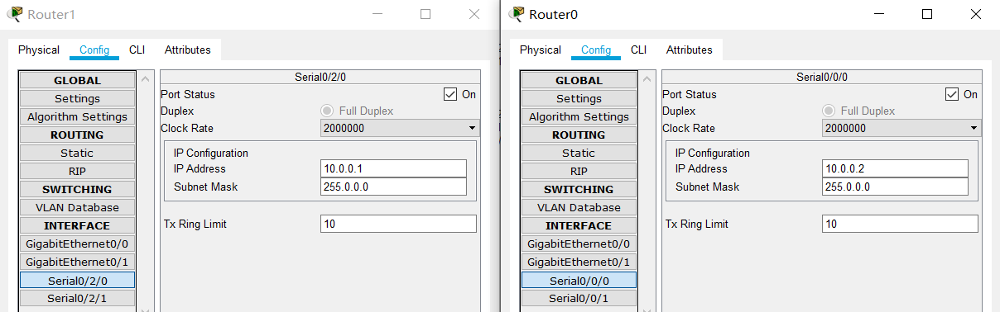 Router1
Physical Config CLI Attributes
GLOBAL
Settings
Algorithm Settings
ROUTING
Static
RIP
SWITCHING
VLAN Database
INTERFACE
GigabitEthernet0/0
GigabitEthernet0/1
Serial0/2/0
Serial0/2/1
Serial0/2/0
Port Status On
Duplex Full Duplex
Clock Rate 2000000
IP Configuration
IP Address 10.0.0.1
Subnet Mask 255.0.0.0
Tx Ring Limit 10
Router0
Physical Config CLI Attributes
GLOBAL
Settings
Algorithm Settings
ROUTING
Static
RIP
SWITCHING
VLAN Database
INTERFACE
GigabitEthernet0/0
GigabitEthernet0/1
Serial0/0/0
Serial0/0/1
Serial0/0/0
Port Status On
Duplex Full Duplex
Clock Rate 2000000
IP Configuration
IP Address 10.0.0.2
Subnet Mask 255.0.0.0
Tx Ring Limit 10